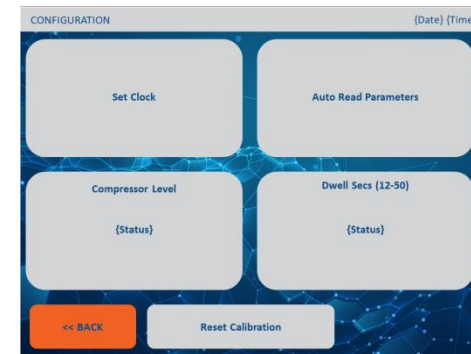 CONFIGURATION {Date} {Time
Set Clock
Auto Read Parameters
Compressor Level
{Status}
Dwell Secs (12-50)
{Status}
<< BACK
Reset Calibration